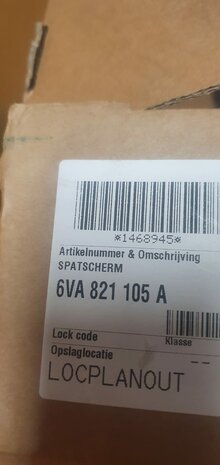 *1468945*
Artikelnummer & Omschrijving
SPATSCHERM
6VA 821 105 A
Lock code
Klasse
Opslaglocatie
--
LOCPLANOUT